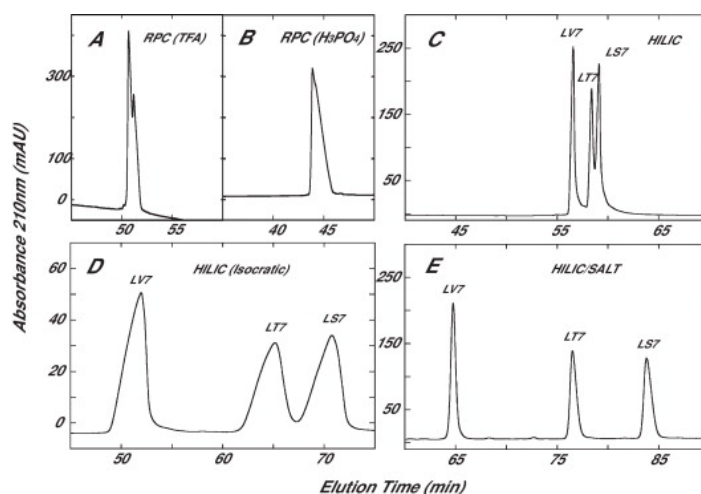 A RPC (TFA)
B RPC (H3PO4)
C HILIC
LV7
LT7
LS7
300
100
0
50 55
40 45
250
150
50
45 55 65
D HILIC (Isocratic)
LV7
LT7
LS7
60
40
20
0
50 60 70
E HILIC/SALT
LV7
LT7
LS7
250
150
50
65 75 85
Absorbance 210nm (mAU)
Elution Time (min)